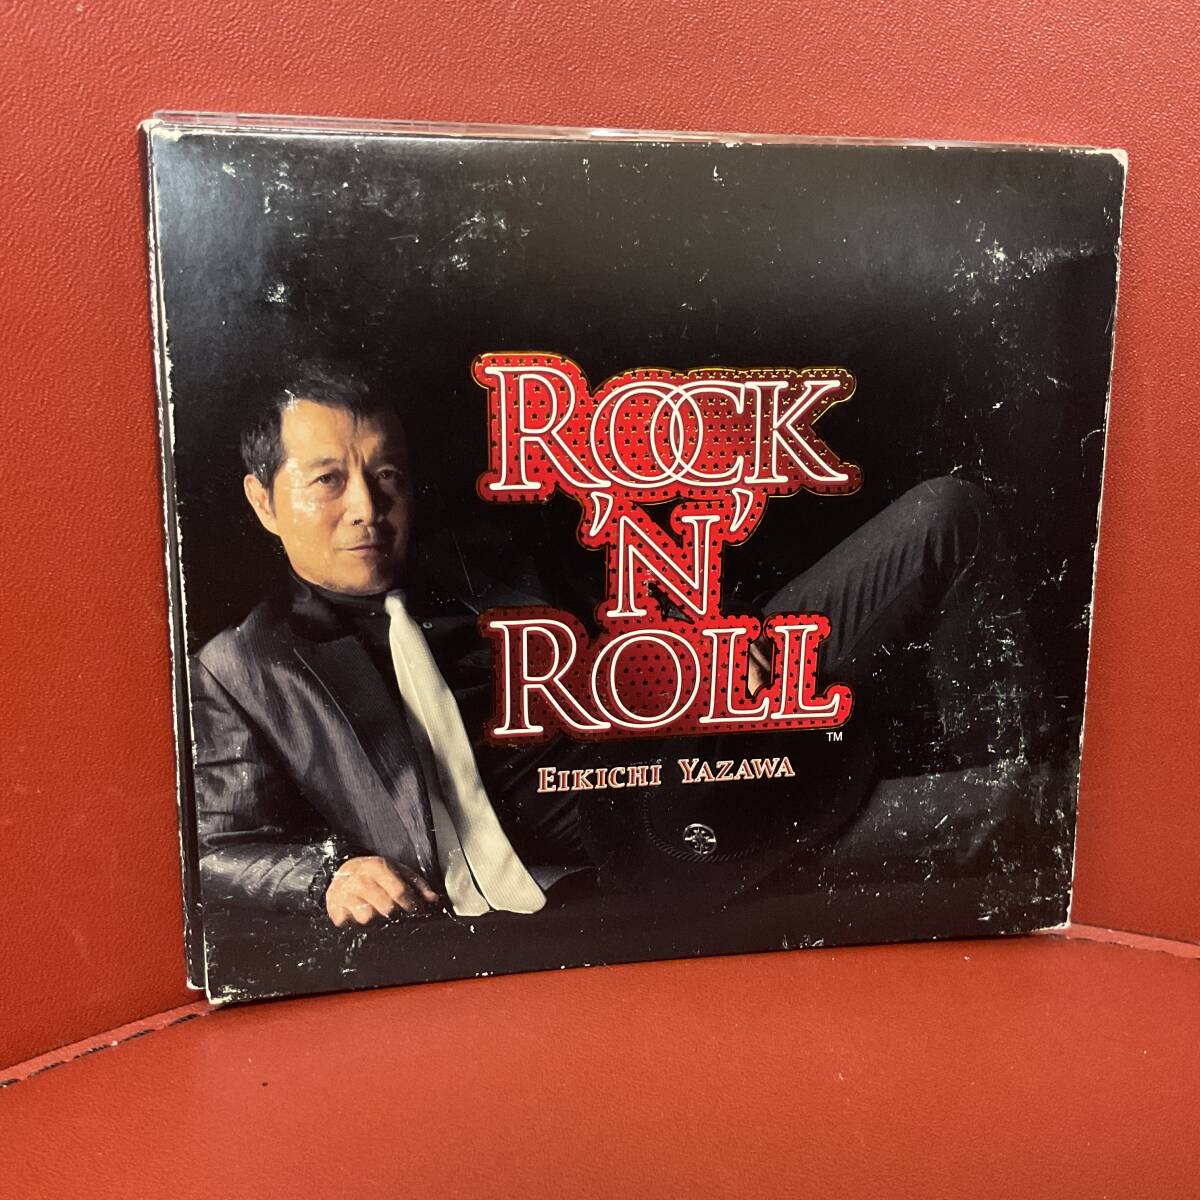 ROCK
'N'
ROLL
TM
EIKICHI YAZAWA